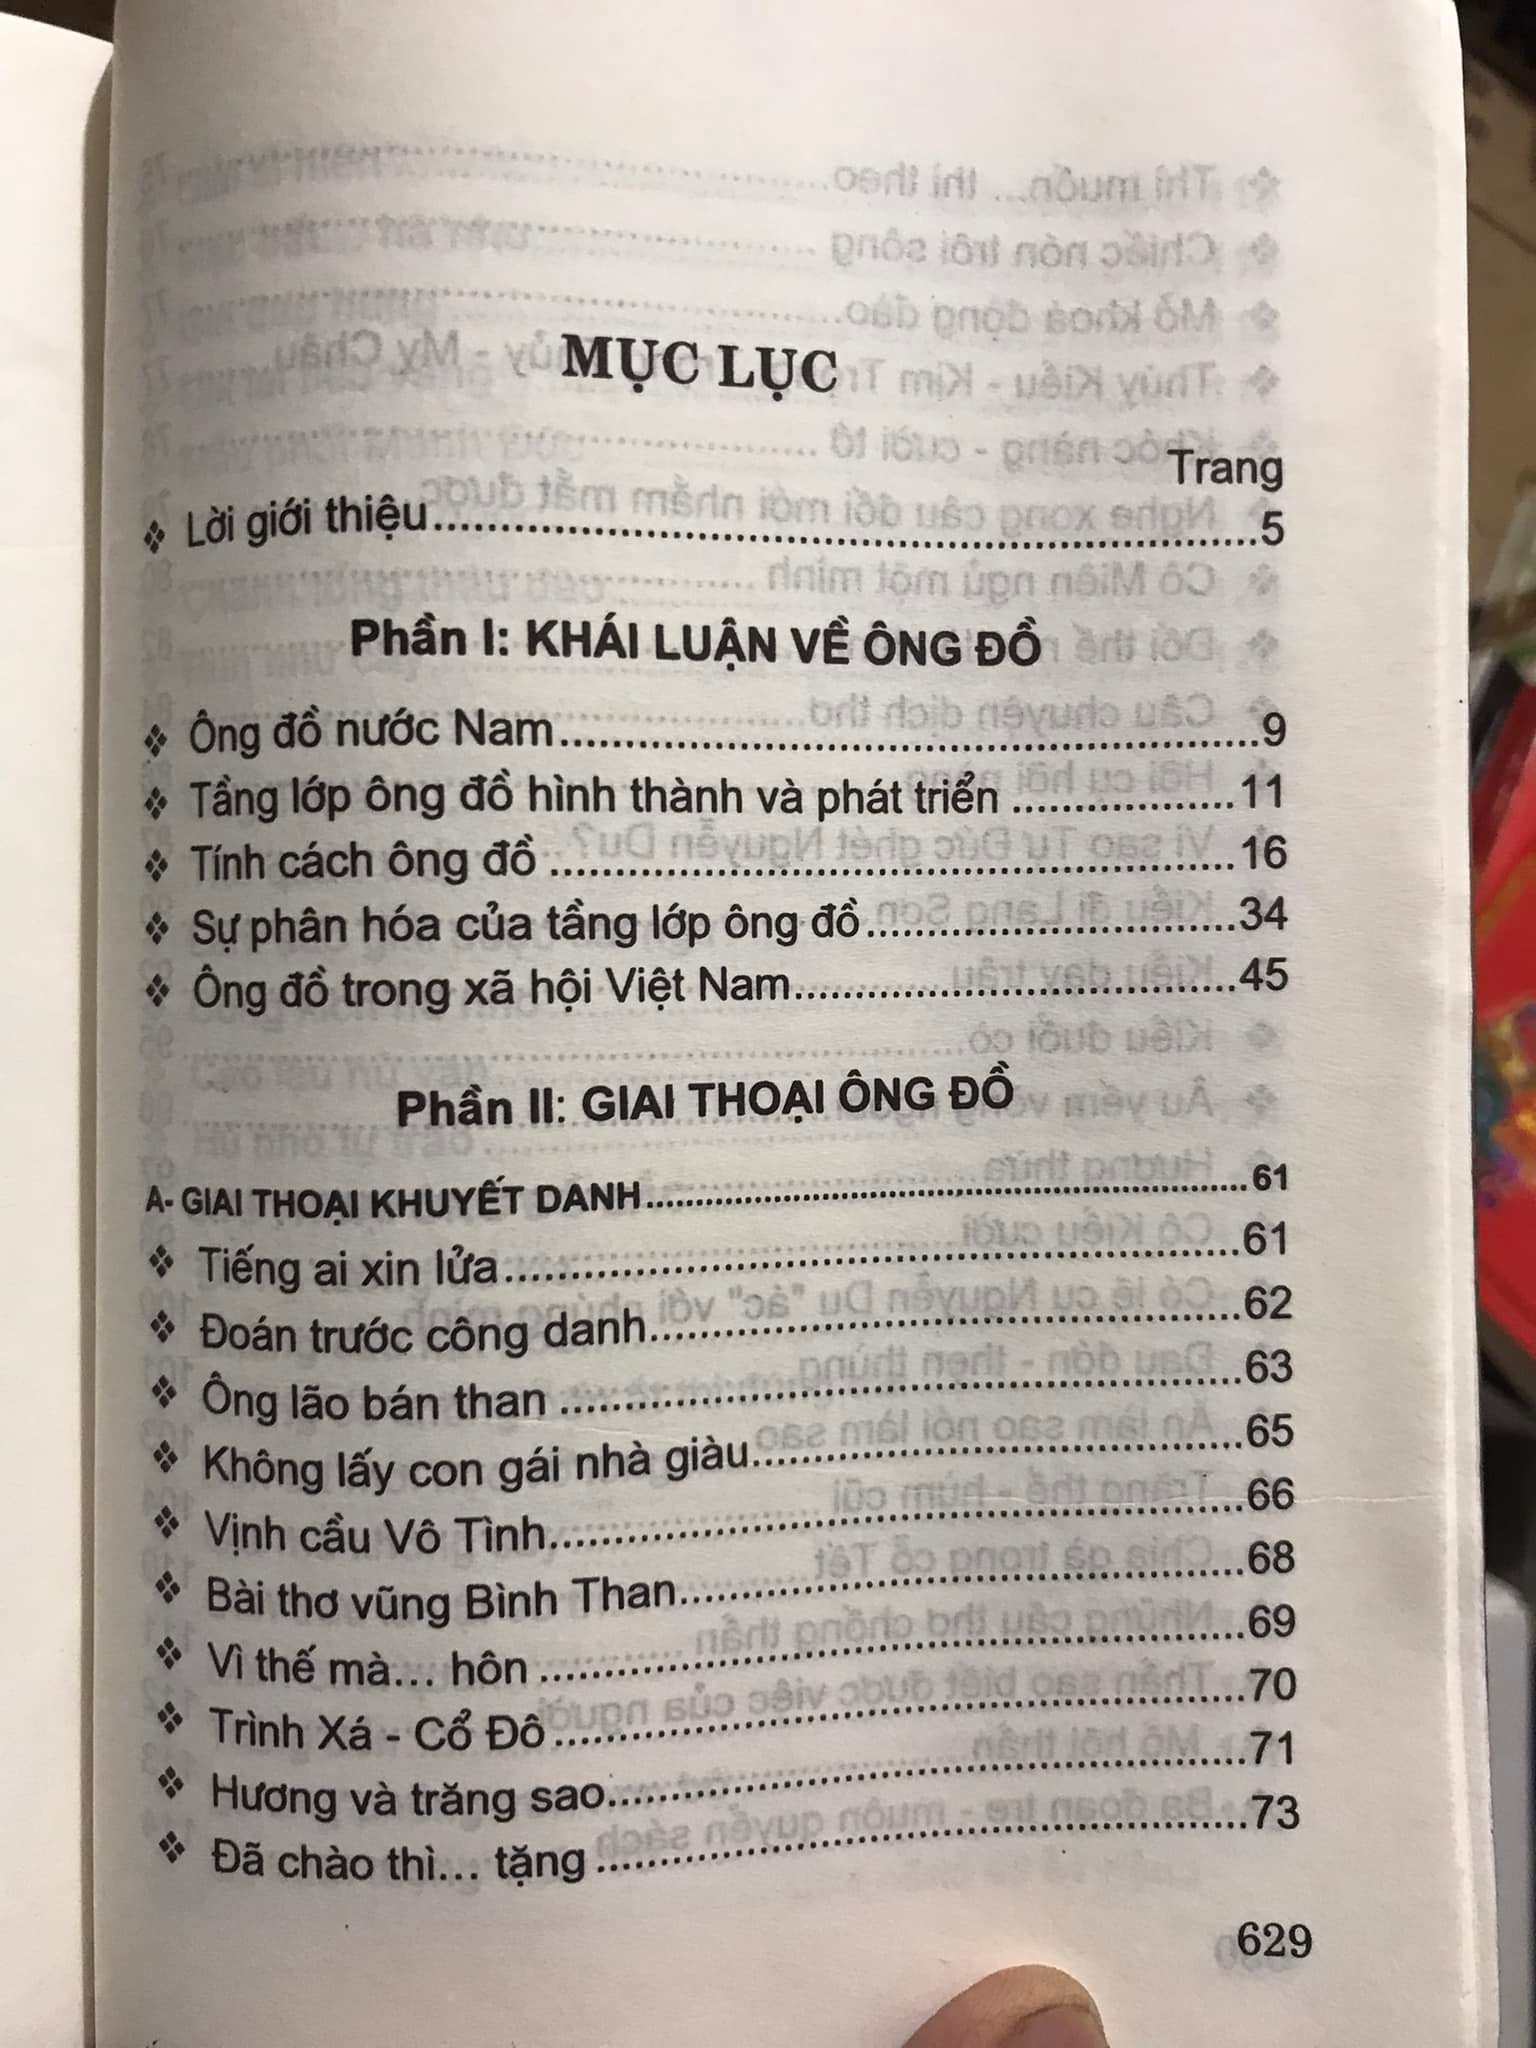 MỤC LỤC
Trang
❖ Lời giới thiệu..........5
Phần I: KHÁI LUẬN VỀ ÔNG ĐỒ
❖ Ông đồ nước Nam..........9
❖ Tầng lớp ông đồ hình thành và phát triển ..........11
❖ Tính cách ông đồ ..........16
❖ Sự phân hóa của tầng lớp ông đồ..........34
❖ Ông đồ trong xã hội Việt Nam..........45
Phần II: GIAI THOẠI ÔNG ĐỒ
A- GIAI THOẠI KHUYẾT DANH..........61
❖ Tiếng ai xin lửa..........61
❖ Đoán trước công danh..........62
❖ Ông lão bán than ..........63
❖ Không lấy con gái nhà giàu..........65
❖ Vịnh cầu Vô Tình..........66
❖ Bài thơ vũng Bình Than..........68
❖ Vì thế mà... hôn ..........69
❖ Trình Xá - Cổ Đô ..........70
❖ Hương và trăng sao..........71
❖ Đã chào thì... tặng ..........73
629